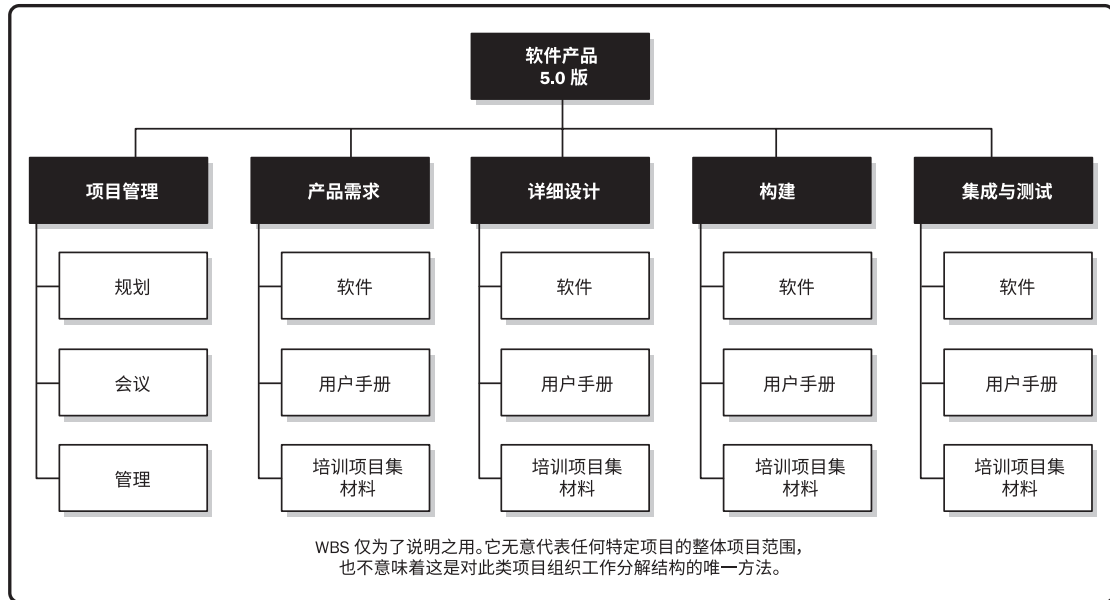 软件产品
5.0 版
项目管理
产品需求
详细设计
构建
集成与测试
规划
软件
软件
软件
软件
会议
用户手册
用户手册
用户手册
用户手册
管理
培训项目集
材料
培训项目集
材料
培训项目集
材料
培训项目集
材料
WBS 仅为了说明之用。它无意代表任何特定项目的整体项目范围，
也不意味着这是对此类项目组织工作分解结构的唯一方法。